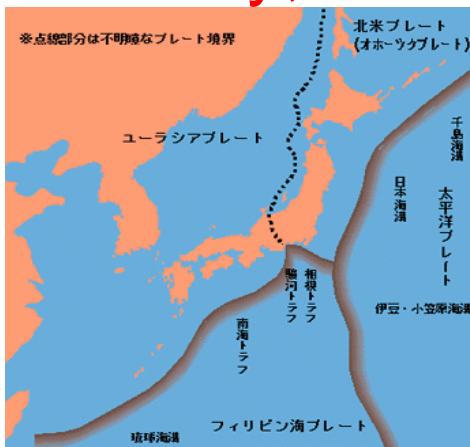 ※点線部分は不明確なプレート境界
北米プレート
(オホーツクプレート)
ユーラシアプレート
千島海溝
日本海溝
太平洋プレート
伊豆・小笠原海溝
相模トラフ
駿河トラフ
南海トラフ
フィリピン海プレート
琉球海溝